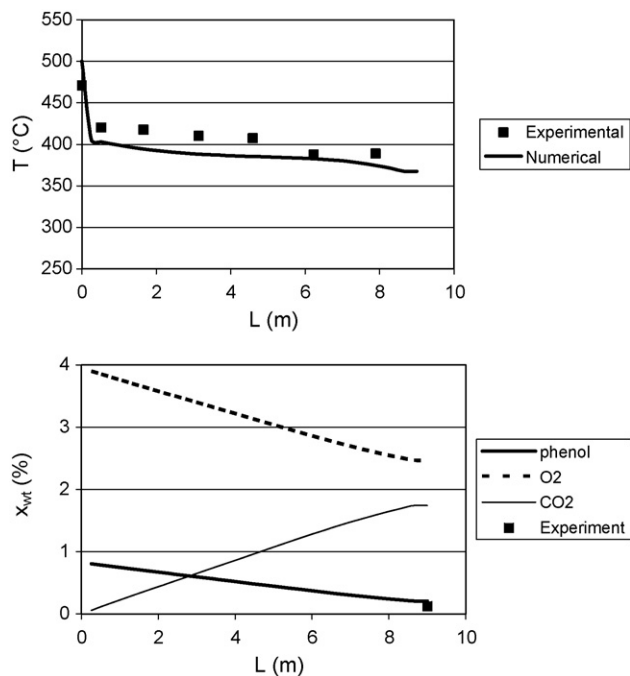 550
500
450
400
350
300
250
T (°C)
0
2
4
6
8
10
L (m)
Experimental
Numerical
4
3
2
1
0
xwt (%)
0
2
4
6
8
10
L (m)
phenol
O2
CO2
Experiment